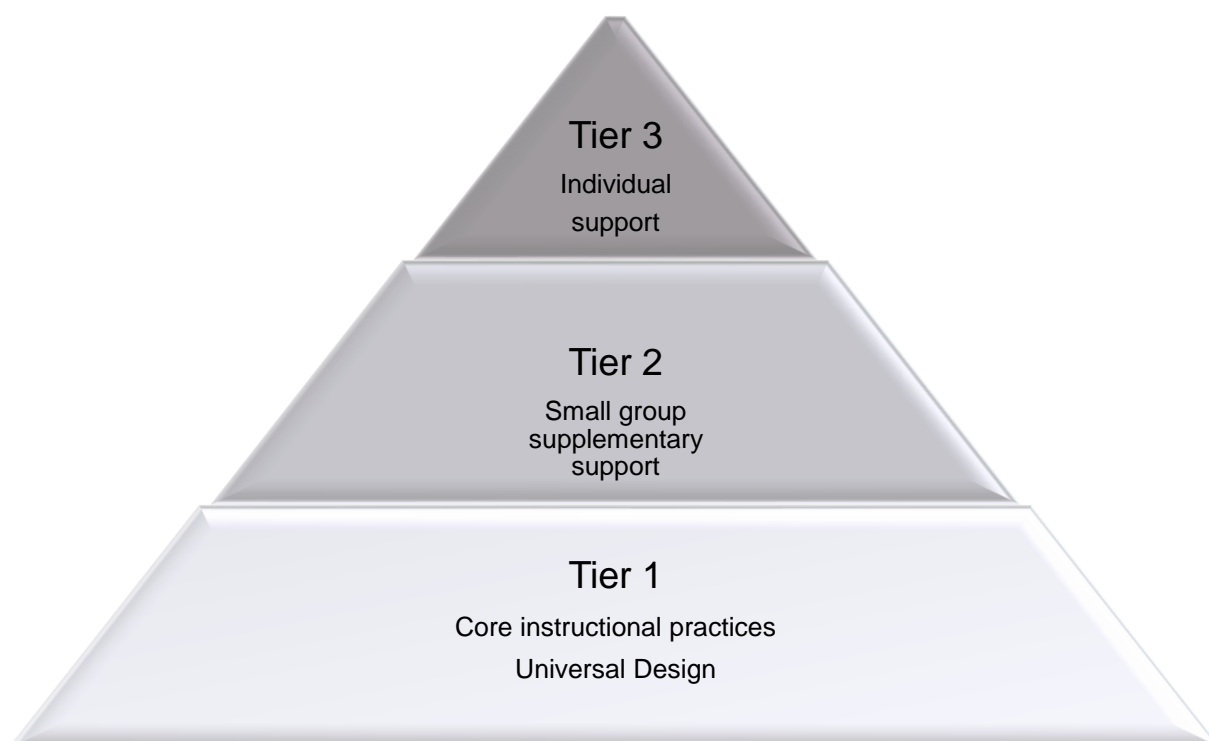 Tier 3
Individual
support
Tier 2
Small group
supplementary
support
Tier 1
Core instructional practices
Universal Design